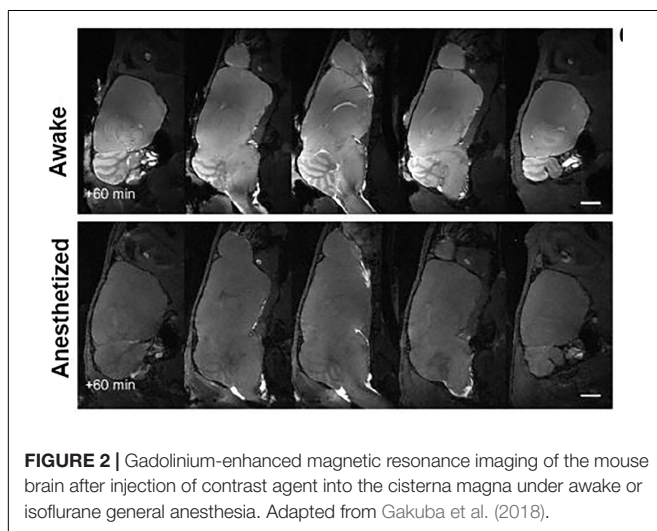 Awake
+60 min
Anesthetized
+60 min
FIGURE 2 | Gadolinium-enhanced magnetic resonance imaging of the mouse
brain after injection of contrast agent into the cisterna magna under awake or
isoflurane general anesthesia. Adapted from Gakuba et al. (2018).